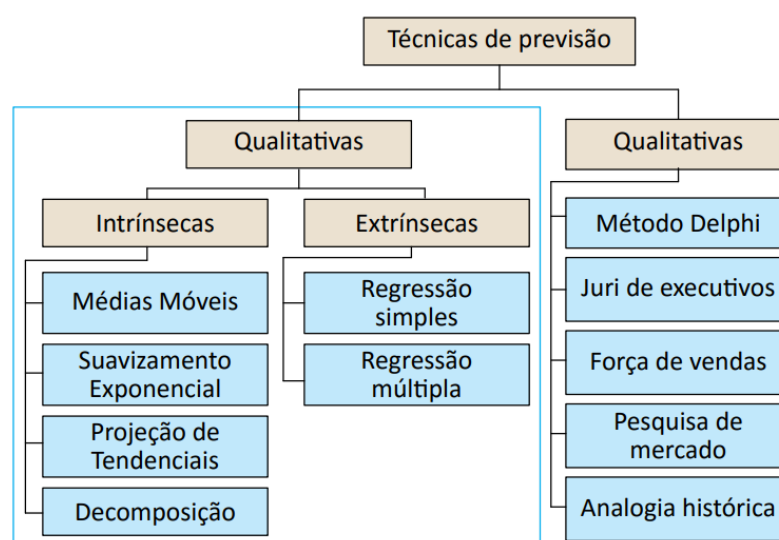 Técnicas de previsão
Qualitativas
Qualitativas
Intrínsecas
Extrínsecas
Médias Móveis
Suavizamento
Exponencial
Projeção de
Tendenciais
Decomposição
Regressão
simples
Regressão
múltipla
Método Delphi
Juri de executivos
Força de vendas
Pesquisa de
mercado
Analogia histórica